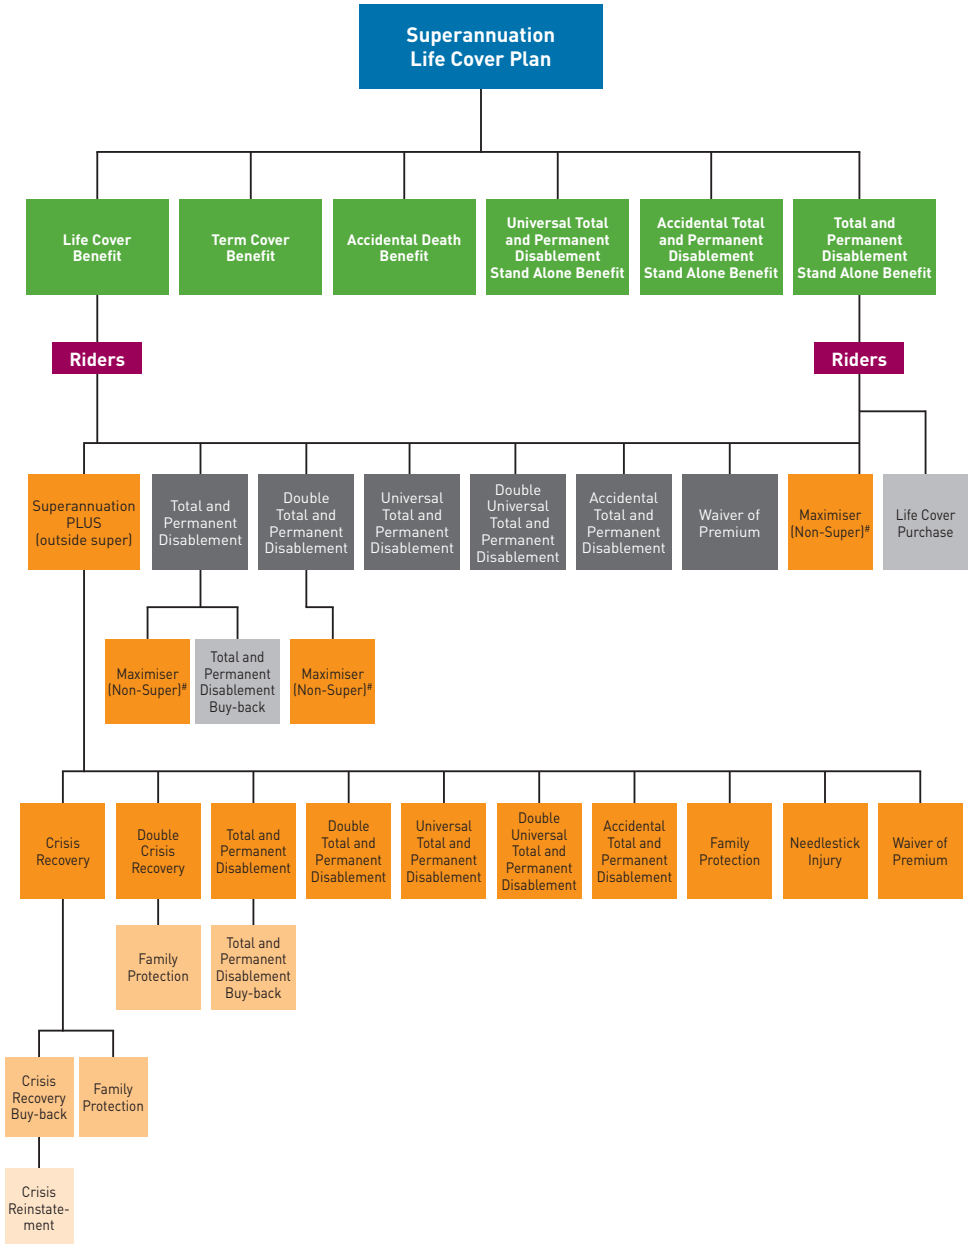 Superannuation
Life Cover Plan
Life Cover
Benefit
Term Cover
Benefit
Accidental Death
Benefit
Universal Total
and Permanent
Disablement
Stand Alone Benefit
Accidental Total
and Permanent
Disablement
Stand Alone Benefit
Total and
Permanent
Disablement
Stand Alone Benefit
Riders
Riders
Superannuation
PLUS
(outside super)
Total and
Permanent
Disablement
Double
Total and
Permanent
Disablement
Universal
Total and
Permanent
Disablement
Double
Universal
Total and
Permanent
Disablement
Accidental
Total and
Permanent
Disablement
Waiver of
Premium
Maximiser
(Non-Super)#
Life Cover
Purchase
Maximiser
(Non-Super)#
Total and
Permanent
Disablement
Buy-back
Maximiser
(Non-Super)#
Crisis
Recovery
Double
Crisis
Recovery
Total and
Permanent
Disablement
Double
Total and
Permanent
Disablement
Universal
Total and
Permanent
Disablement
Double
Universal
Total and
Permanent
Disablement
Accidental
Total and
Permanent
Disablement
Family
Protection
Needlestick
Injury
Waiver of
Premium
Family
Protection
Total and
Permanent
Disablement
Buy-back
Crisis
Recovery
Buy-back
Family
Protection
Crisis
Reinstate-
ment